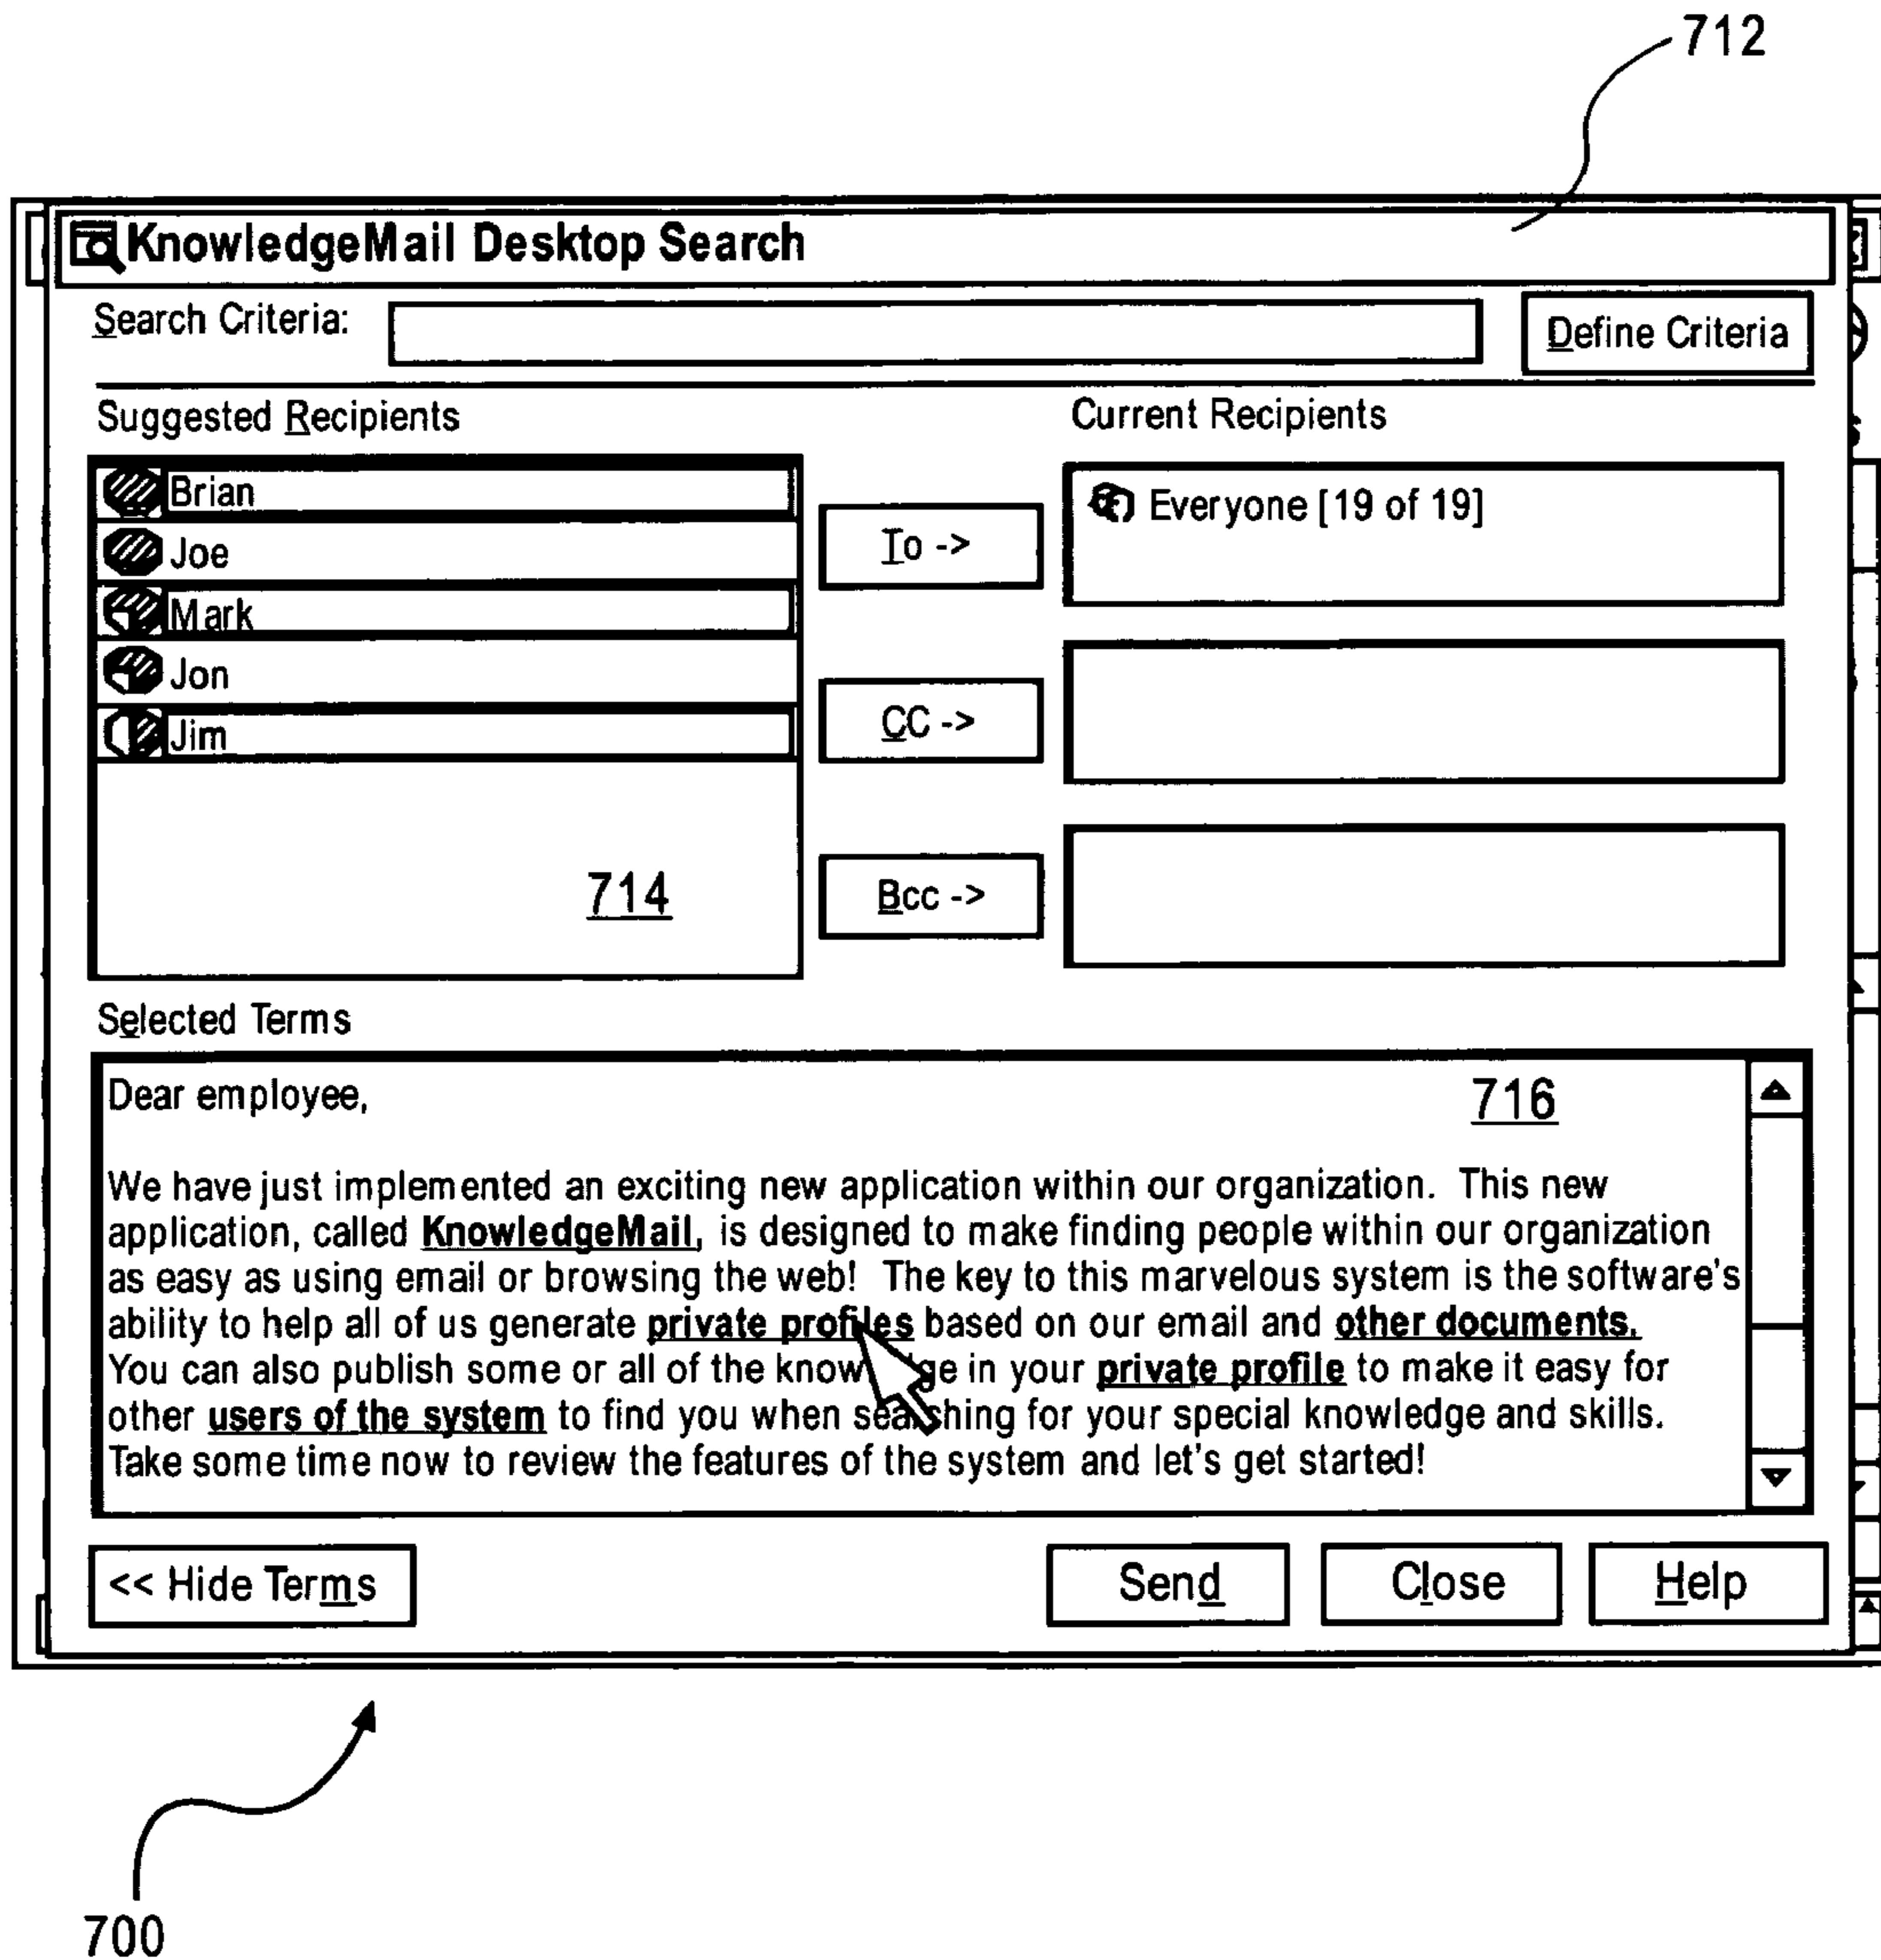 712
KnowledgeMail Desktop Search
Search Criteria:
Define Criteria
Suggested Recipients
Current Recipients
Brian
Joe
Mark
Jon
Jim
714
To ->
CC ->
Bcc ->
Everyone [19 of 19]
Selected Terms
Dear employee,
716
We have just implemented an exciting new application within our organization. This new
application, called KnowledgeMail, is designed to make finding people within our organization
as easy as using email or browsing the web! The key to this marvelous system is the software's
ability to help all of us generate private profiles based on our email and other documents.
You can also publish some or all of the knowledge in your private profile to make it easy for
other users of the system to find you when searching for your special knowledge and skills.
Take some time now to review the features of the system and let's get started!
<< Hide Terms
Send
Close
Help
700